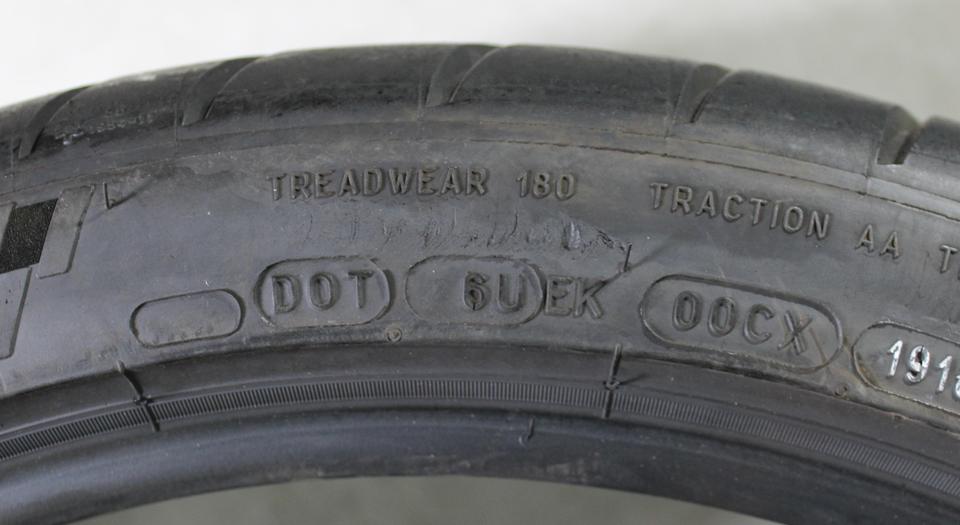 TREADWEAR 180 TRACTION AA
DOT 6U EK 00CX